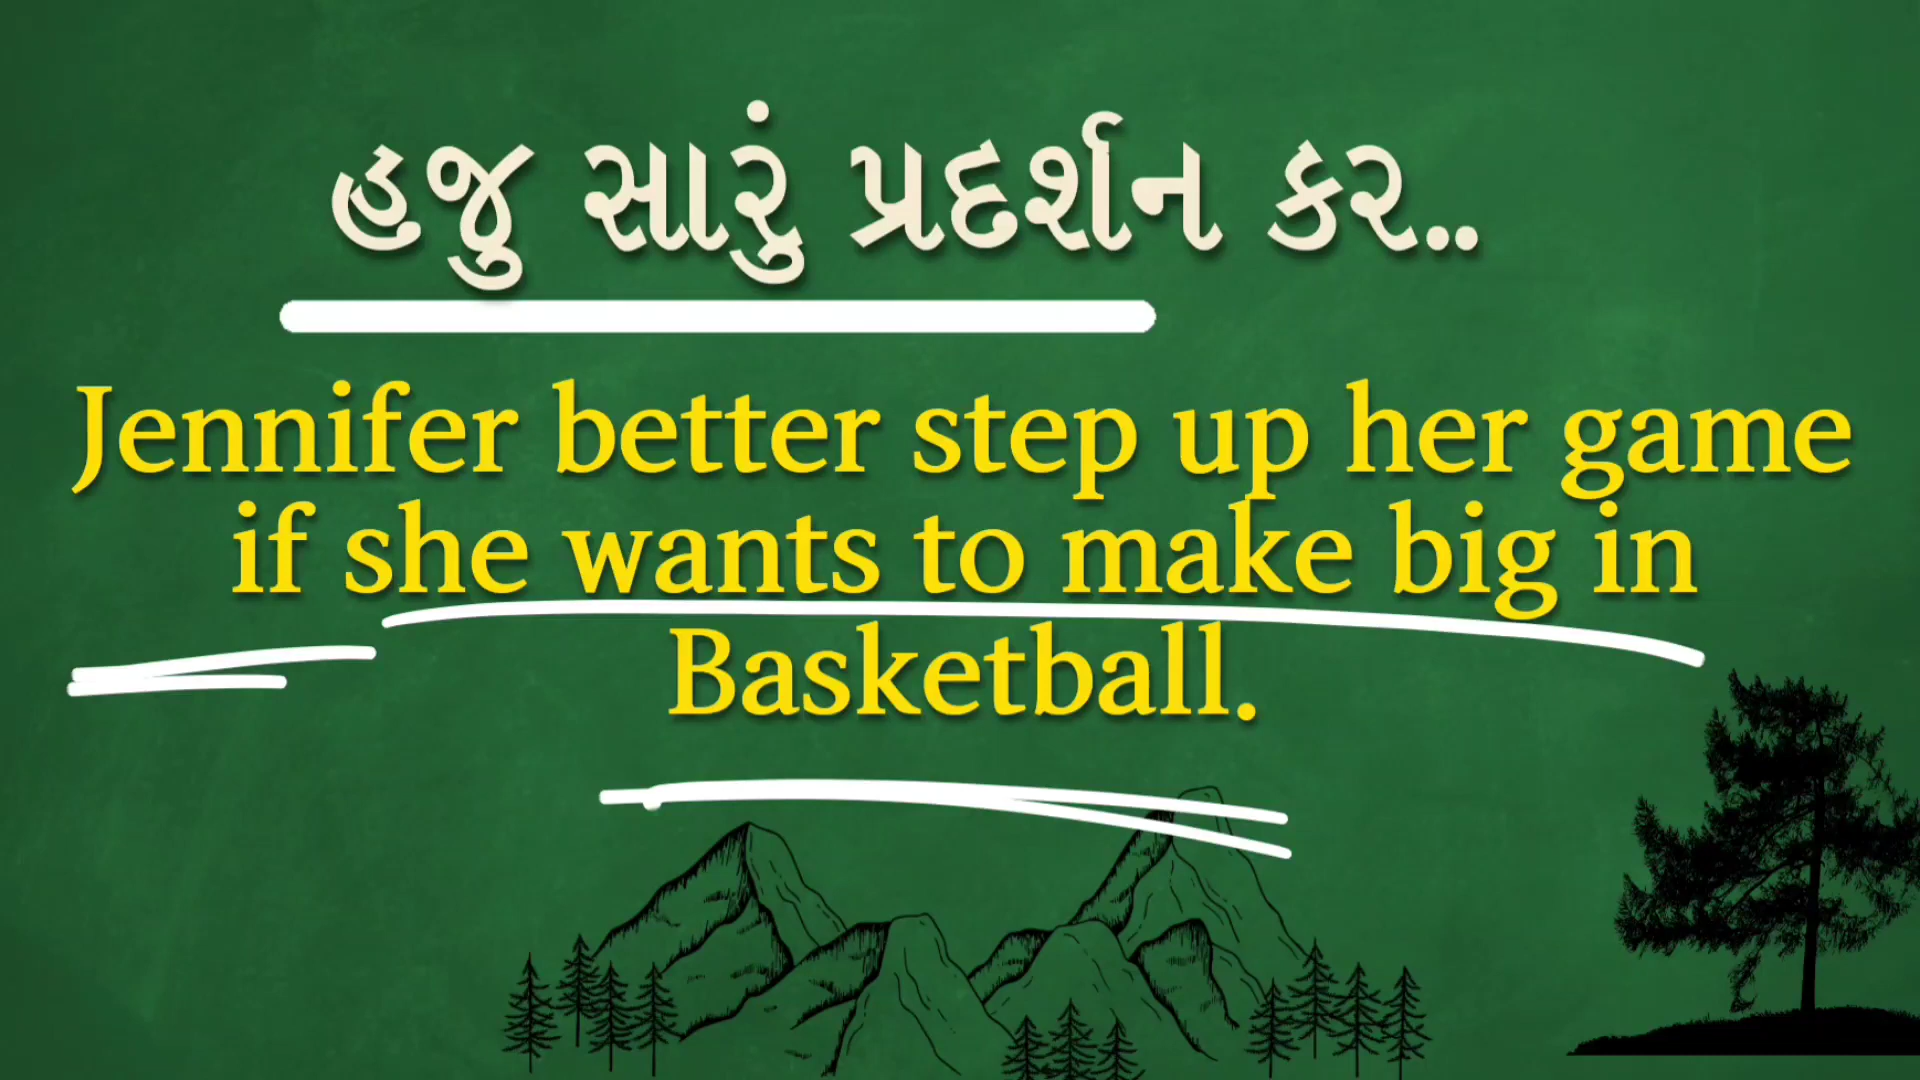 હજુ સારું પ્રદર્શન કર..
Jennifer better step up her game
if she wants to make big in
Basketball.